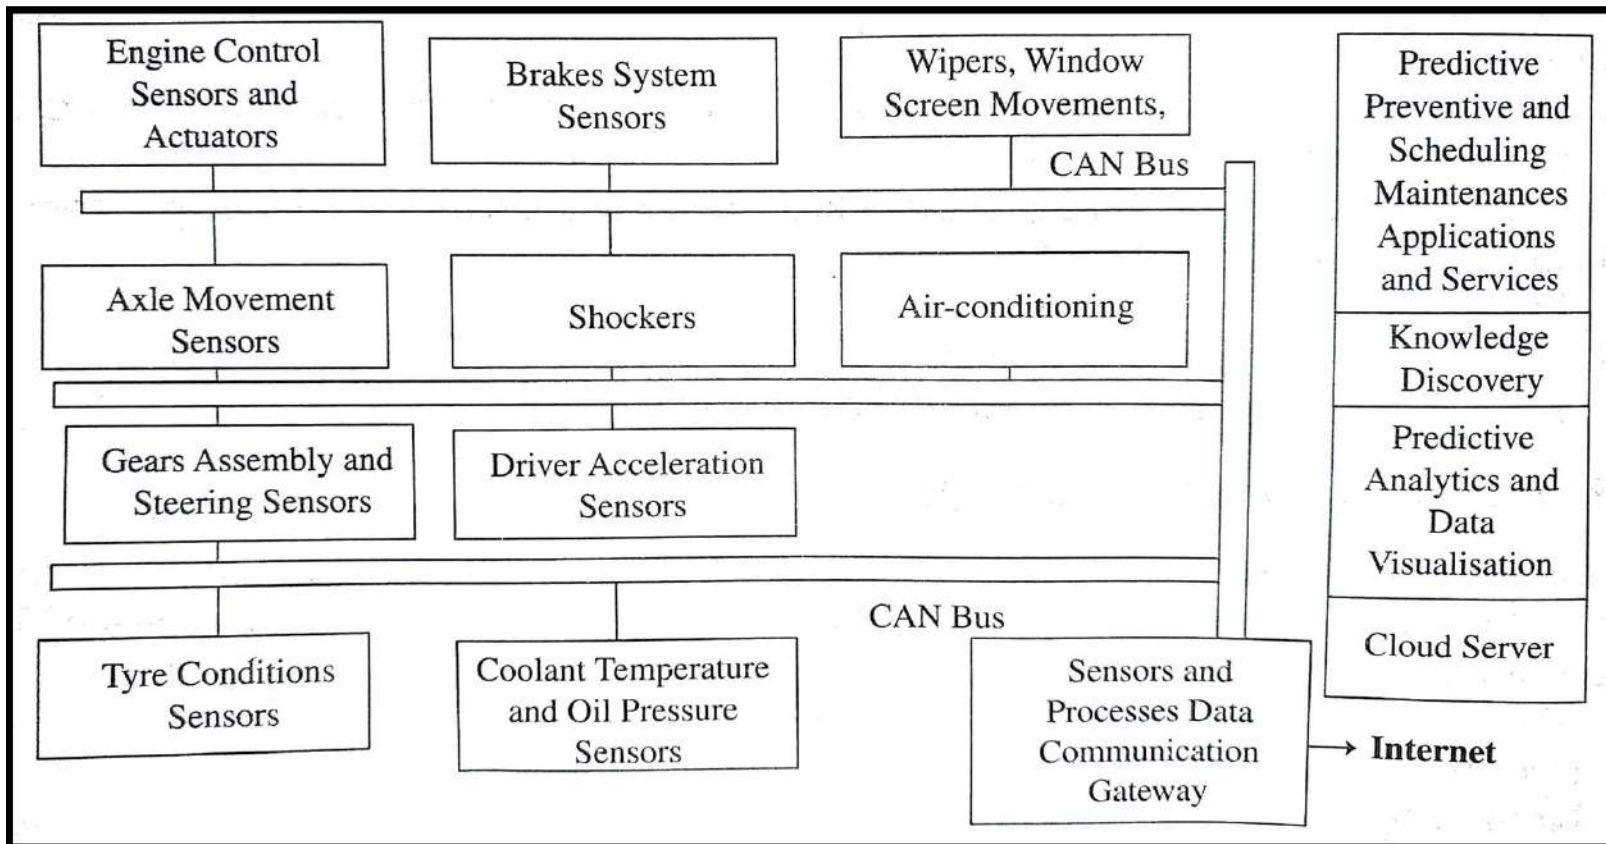 Engine Control
Sensors and
Actuators
Brakes System
Sensors
Wipers, Window
Screen Movements,
CAN Bus
Axle Movement
Sensors
Shockers
Air-conditioning
Gears Assembly and
Steering Sensors
Driver Acceleration
Sensors
CAN Bus
Tyre Conditions
Sensors
Coolant Temperature
and Oil Pressure
Sensors
Sensors and
Processes Data
Communication
Gateway
Internet
Predictive
Preventive and
Scheduling
Maintenances
Applications
and Services
Knowledge
Discovery
Predictive
Analytics and
Data
Visualisation
Cloud Server